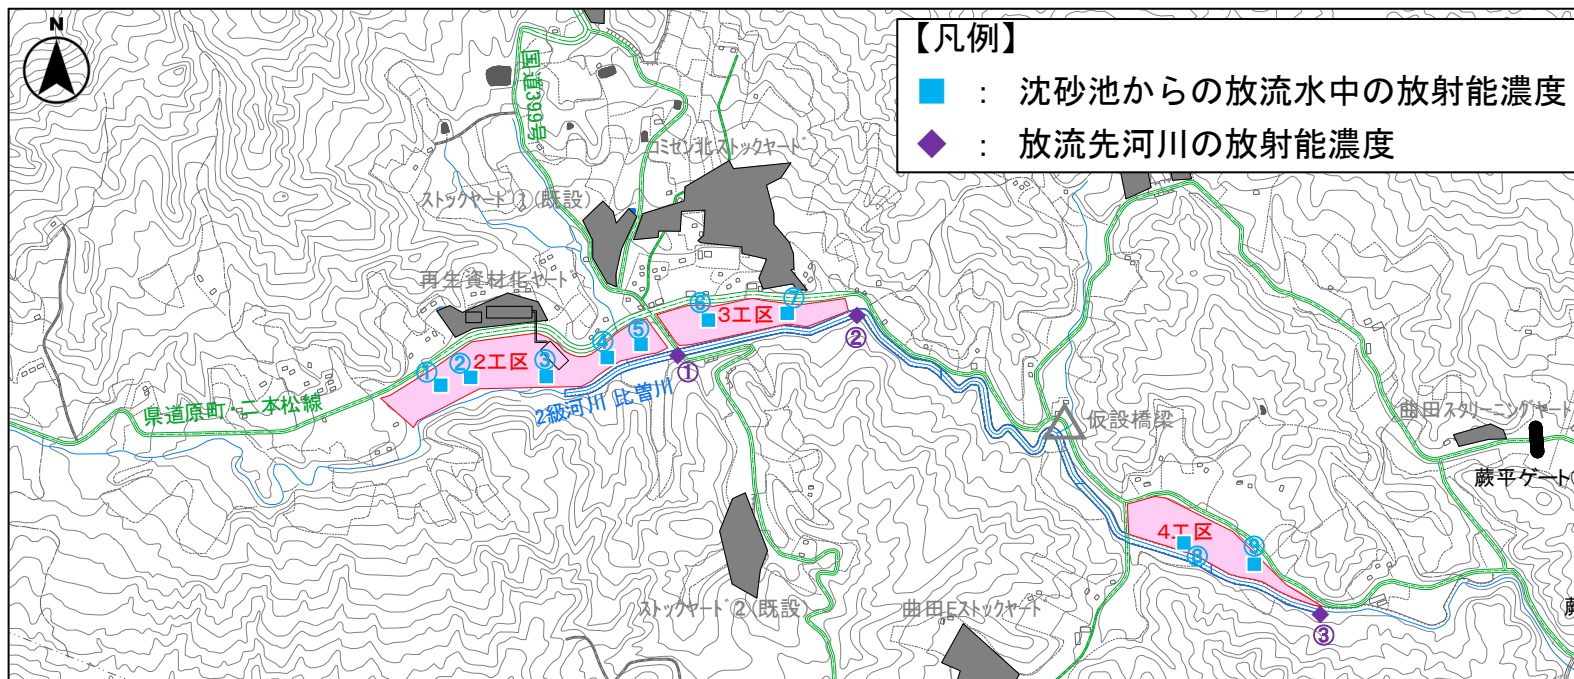 N
【凡例】
■ : 沈砂池からの放流水中の放射能濃度
◆ : 放流先河川の放射能濃度
国道399号
コミセン北ストックヤード
ストックヤード①(既設)
再生資材化ヤード
⑥
⑦
3工区
②
⑤
④
①
②
2工区
③
①
県道原町・二本松線
2級河川 比曽川
仮設橋梁
曲田スクリーニングヤード
蕨平ゲート
4工区
⑧
⑨
ストックヤード②(既設)
曲田Eストックヤード
③